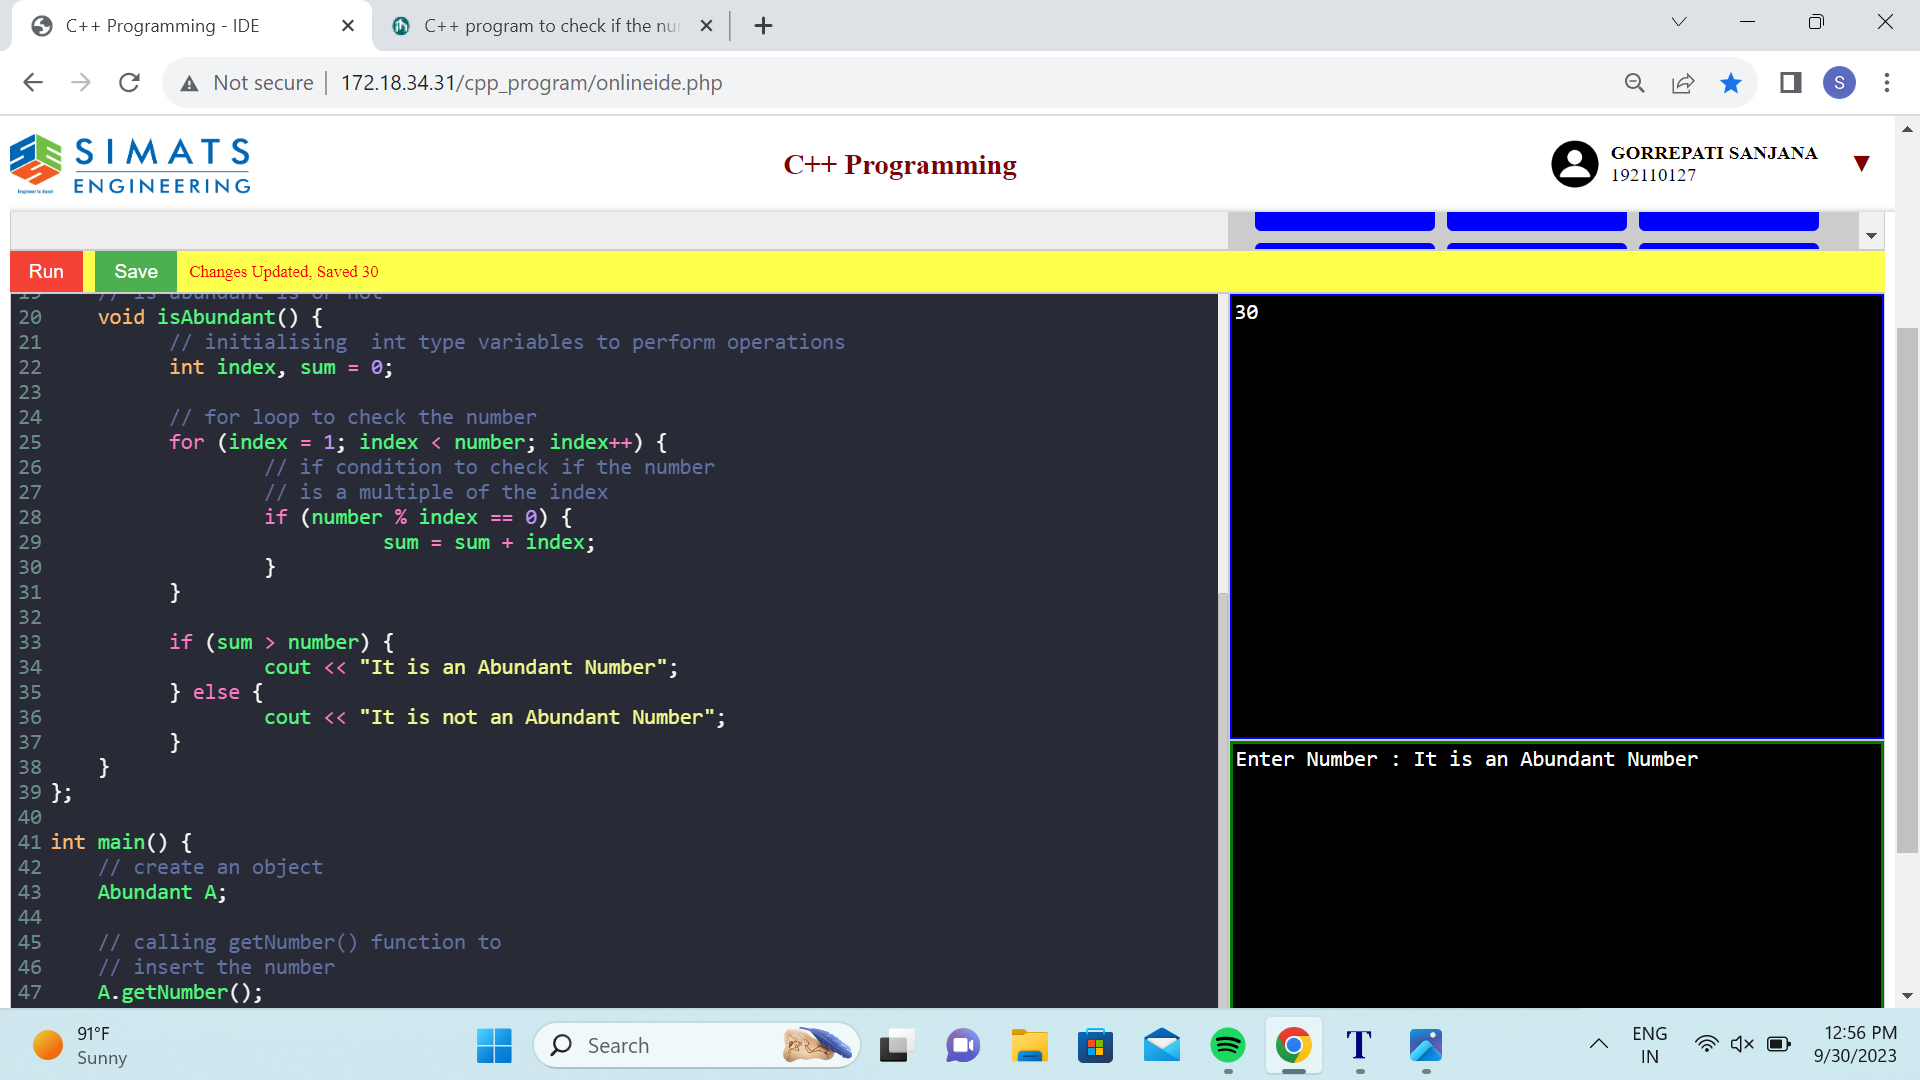 C++ Programming - IDE
C++ program to check if the nu
Not secure
172.18.34.31/cpp_program/onlineide.php
S
SIMATS
ENGINEERING
C++ Programming
GORREPATI SANJANA
192110127
Run
Save
Changes Updated, Saved 30
19 // is abundant is or not
20 void isAbundant() {
21 // initialising  int type variables to perform operations
22 int index, sum = 0;
23
24 // for loop to check the number
25 for (index = 1; index < number; index++) {
26 // if condition to check if the number
27 // is a multiple of the index
28 if (number % index == 0) {
29 sum = sum + index;
30 }
31 }
32
33 if (sum > number) {
34 cout << "It is an Abundant Number";
35 } else {
36 cout << "It is not an Abundant Number";
37 }
38 }
39 };
40
41 int main() {
42 // create an object
43 Abundant A;
44
45 // calling getNumber() function to
46 // insert the number
47 A.getNumber();
30
Enter Number : It is an Abundant Number
91°F
Sunny
Search
T
ENG
IN
12:56 PM
9/30/2023